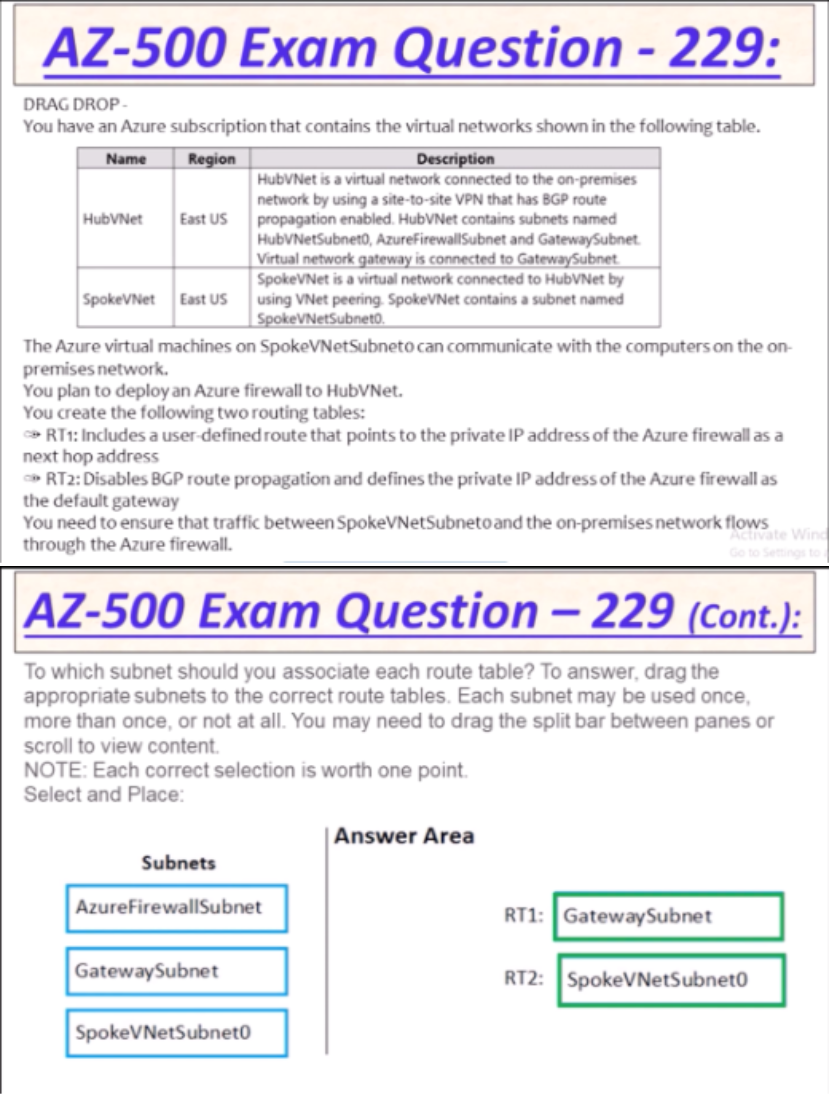 AZ-500 Exam Question - 229:
DRAG DROP -
You have an Azure subscription that contains the virtual networks shown in the following table.
Name Region Description
HubVNet East US HubVNet is a virtual network connected to the on-premises
network by using a site-to-site VPN that has BGP route
propagation enabled. HubVNet contains subnets named
HubVNetSubnet0, AzureFirewallSubnet and GatewaySubnet.
Virtual network gateway is connected to GatewaySubnet.
SpokeVNet East US SpokeVNet is a virtual network connected to HubVNet by
using VNet peering. SpokeVNet contains a subnet named
SpokeVNetSubnet0.
The Azure virtual machines on SpokeVNetSubnet0 can communicate with the computers on the on-
premises network.
You plan to deploy an Azure firewall to HubVNet.
You create the following two routing tables:
⇨ RT1: Includes a user-defined route that points to the private IP address of the Azure firewall as a
next hop address
⇨ RT2: Disables BGP route propagation and defines the private IP address of the Azure firewall as
the default gateway
You need to ensure that traffic between SpokeVNetSubnet0 and the on-premises network flows
through the Azure firewall.
Activate Wind
Go to Settings to
AZ-500 Exam Question – 229 (Cont.):
To which subnet should you associate each route table? To answer, drag the
appropriate subnets to the correct route tables. Each subnet may be used once,
more than once, or not at all. You may need to drag the split bar between panes or
scroll to view content.
NOTE: Each correct selection is worth one point.
Select and Place:
Answer Area
Subnets
AzureFirewallSubnet
GatewaySubnet
SpokeVNetSubnet0
RT1: GatewaySubnet
RT2: SpokeVNetSubnet0